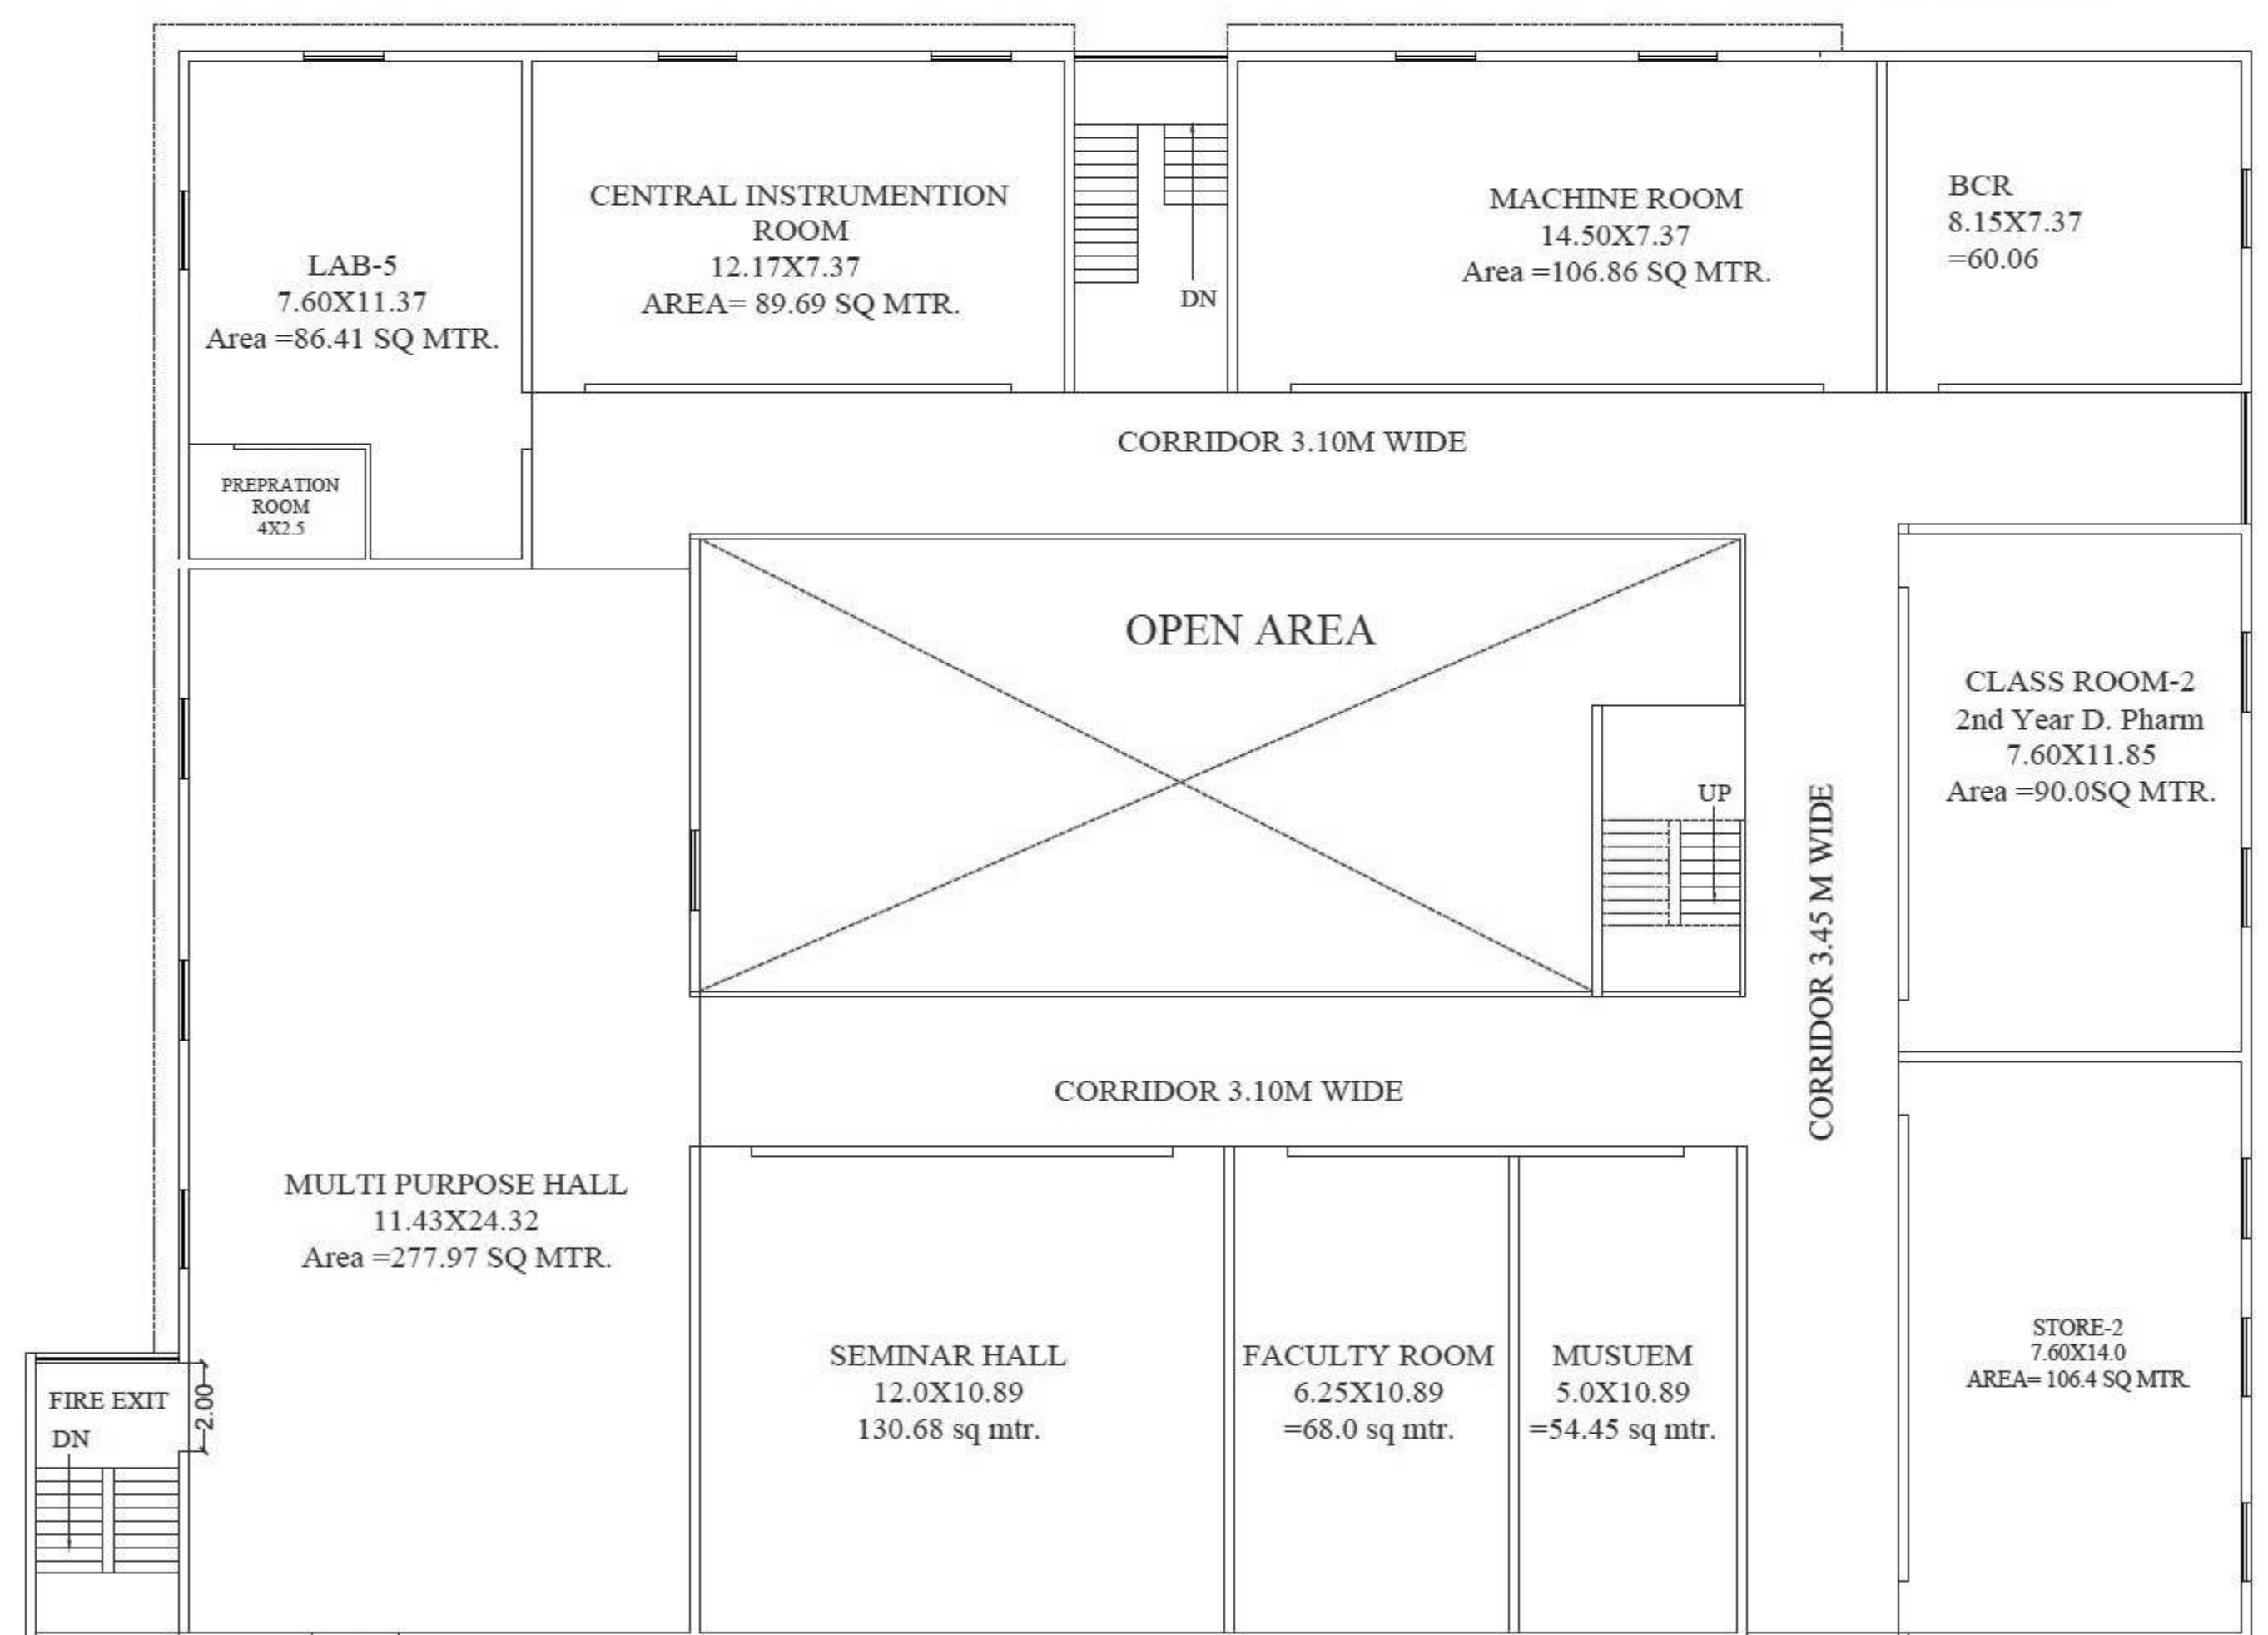 LAB-5
7.60X11.37
Area =86.41 SQ MTR.
CENTRAL INSTRUMENTION
ROOM
12.17X7.37
AREA= 89.69 SQ MTR.
DN
MACHINE ROOM
14.50X7.37
Area =106.86 SQ MTR.
BCR
8.15X7.37
=60.06
CORRIDOR 3.10M WIDE
PREPRATION
ROOM
4X2.5
OPEN AREA
UP
CLASS ROOM-2
2nd Year D. Pharm
7.60X11.85
Area =90.0SQ MTR.
CORRIDOR 3.45 M WIDE
CORRIDOR 3.10M WIDE
MULTI PURPOSE HALL
11.43X24.32
Area =277.97 SQ MTR.
SEMINAR HALL
12.0X10.89
130.68 sq mtr.
FACULTY ROOM
6.25X10.89
=68.0 sq mtr.
MUSUEM
5.0X10.89
=54.45 sq mtr.
STORE-2
7.60X14.0
AREA= 106.4 SQ MTR.
FIRE EXIT
DN
2.00